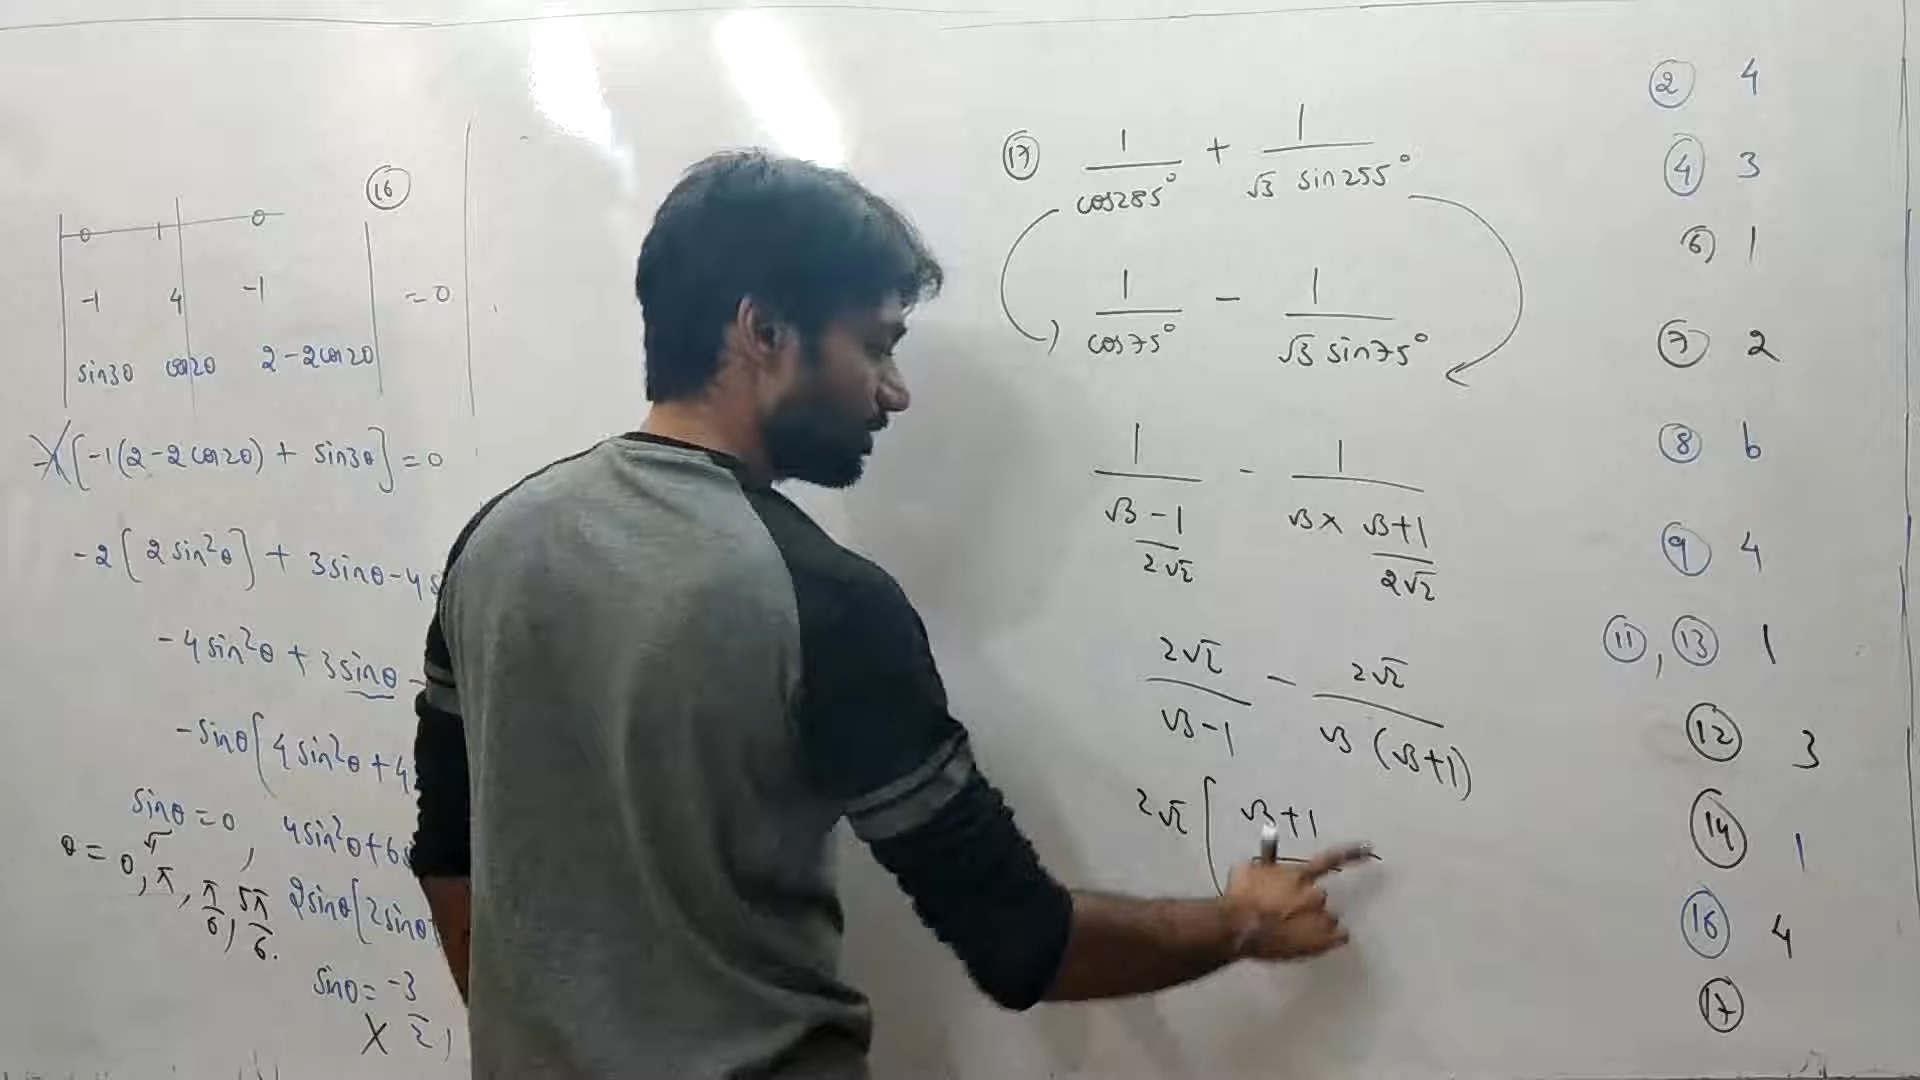 16
0 1 0
-1 4 -1 = 0
sin3θ cos2θ 2-2cos2θ
[-1(2-2cos2θ) + sin3θ] = 0
-2[2sin²θ] + 3sinθ-4s
-4sin²θ + 3sinθ -
-sinθ[4sin²θ+4
sinθ=0, 4sin²θ+6s
θ = 0, π, π/6, 5π/6. 2sinθ[2sinθ
sinθ= -3/2,
X
17 1/cos285° + 1/√3 sin255°
1/cos75° - 1/√3 sin75°
1/(√3-1/2√2) - 1/(√3× √3+1/2√2)
2√2/√3-1 - 2√2/√3(√3+1)
2√2[√3+1
2 4
4 3
6 1
7 2
8 b
9 4
11, 13 1
12 3
14 1
16 4
17